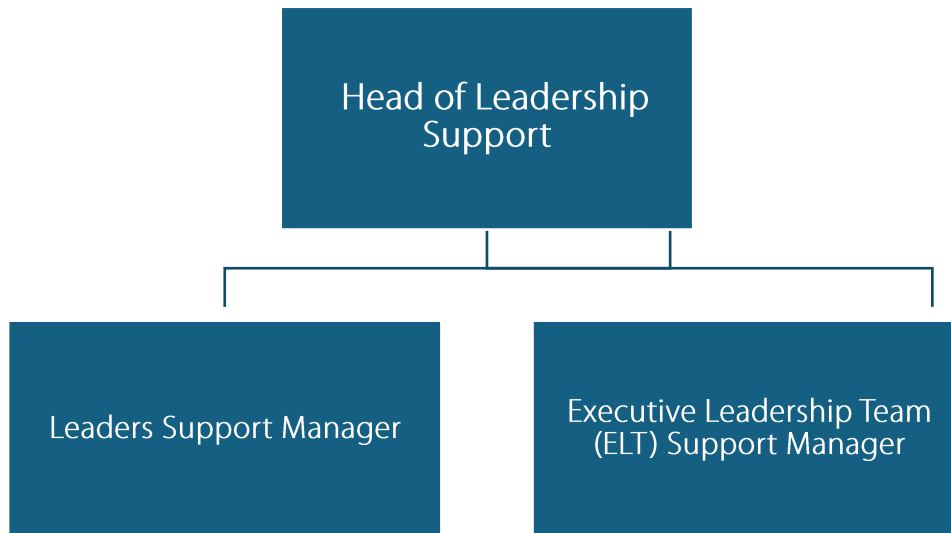 Head of Leadership
Support
Leaders Support Manager
Executive Leadership Team
(ELT) Support Manager